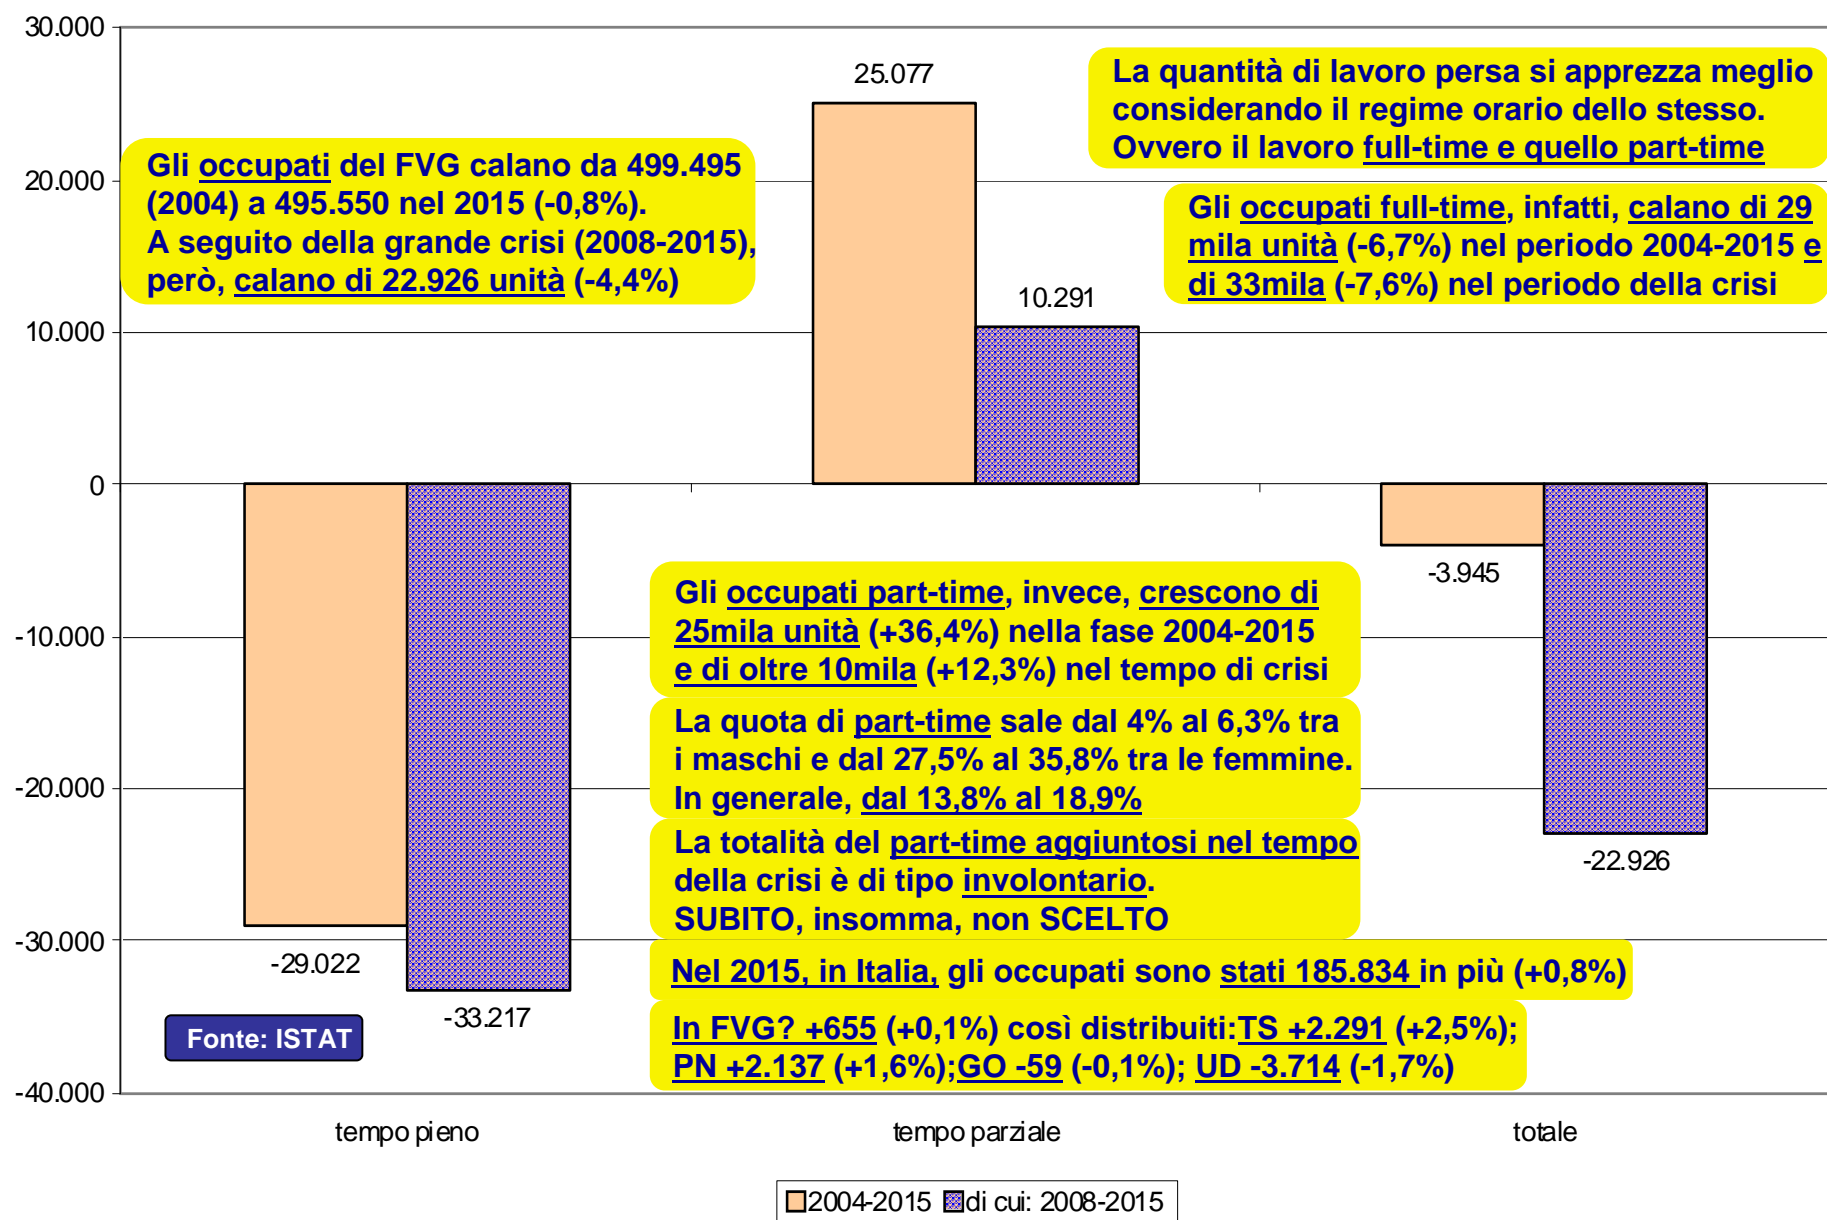 30.000
20.000
10.000
0
-10.000
-20.000
-30.000
-40.000
Gli occupati del FVG calano da 499.495
(2004) a 495.550 nel 2015 (-0,8%).
A seguito della grande crisi (2008-2015),
però, calano di 22.926 unità (-4,4%)
25.077
10.291
La quantità di lavoro persa si apprezza meglio
considerando il regime orario dello stesso.
Ovvero il lavoro full-time e quello part-time
Gli occupati full-time, infatti, calano di 29
mila unità (-6,7%) nel periodo 2004-2015 e
di 33mila (-7,6%) nel periodo della crisi
-3.945
-22.926
Gli occupati part-time, invece, crescono di
25mila unità (+36,4%) nella fase 2004-2015
e di oltre 10mila (+12,3%) nel tempo di crisi
La quota di part-time sale dal 4% al 6,3% tra
i maschi e dal 27,5% al 35,8% tra le femmine.
In generale, dal 13,8% al 18,9%
La totalità del part-time aggiuntosi nel tempo
della crisi è di tipo involontario.
SUBITO, insomma, non SCELTO
Nel 2015, in Italia, gli occupati sono stati 185.834 in più (+0,8%)
In FVG? +655 (+0,1%) così distribuiti:TS +2.291 (+2,5%);
PN +2.137 (+1,6%);GO -59 (-0,1%); UD -3.714 (-1,7%)
-29.022
-33.217
Fonte: ISTAT
tempo pieno
tempo parziale
totale
2004-2015
di cui: 2008-2015